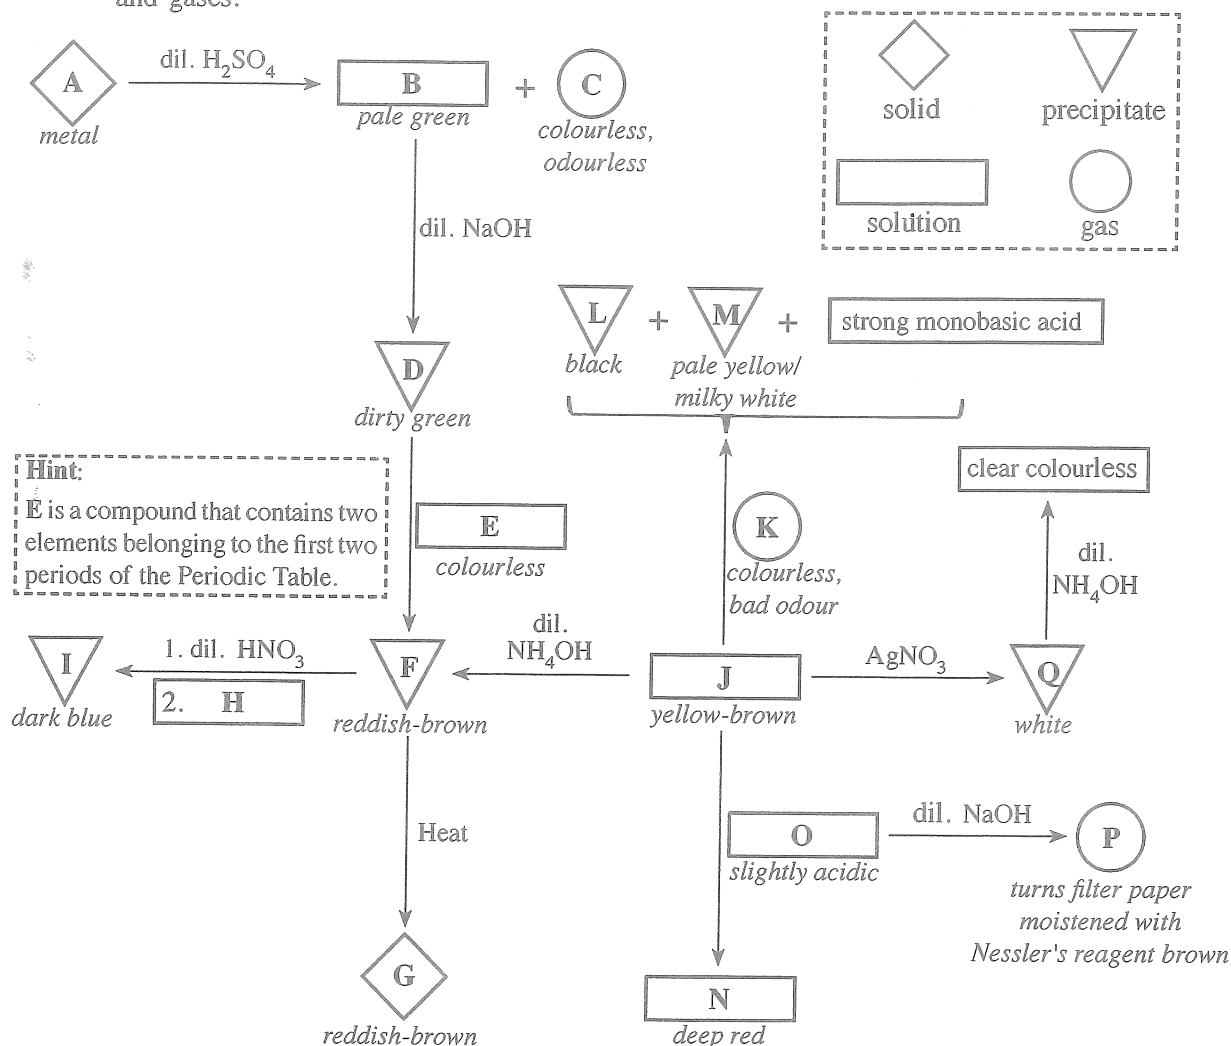 and gases.
A
metal
dil. H₂SO₄
B
pale green
+
C
colourless,
odourless
solid
precipitate
solution
gas
dil. NaOH
D
dirty green
L
black
+
M
pale yellow/
milky white
+
strong monobasic acid
Hint:
E is a compound that contains two
elements belonging to the first two
periods of the Periodic Table.
E
colourless
K
colourless,
bad odour
clear colourless
dil.
NH₄OH
I
dark blue
1. dil. HNO₃
2. H
F
reddish-brown
dil.
NH₄OH
J
yellow-brown
AgNO₃
Q
white
Heat
G
reddish-brown
O
slightly acidic
dil. NaOH
P
turns filter paper
moistened with
Nessler's reagent brown
N
deep red